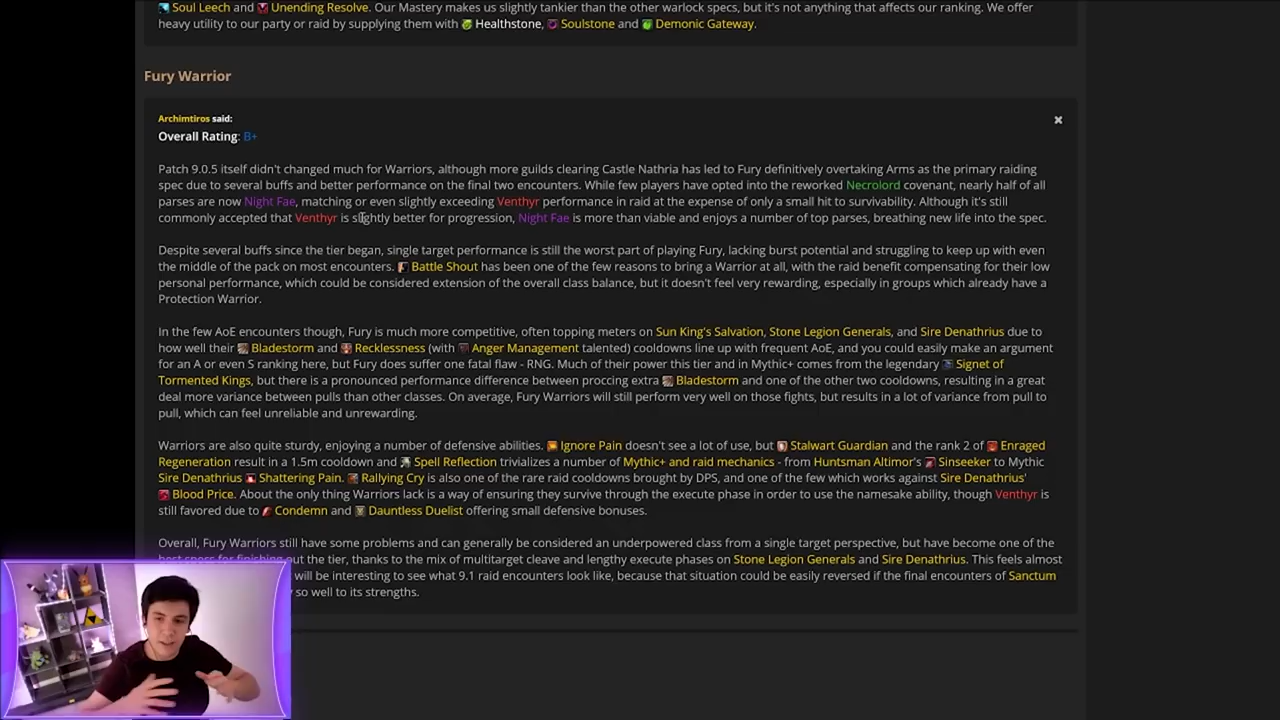 Soul Leech and Unending Resolve. Our Mastery makes us slightly tankier than the other warlock specs, but it's not anything that affects our ranking. We offer
heavy utility to our party or raid by supplying them with Healthstone, Soulstone and Demonic Gateway.
Fury Warrior
Archimtiros said:
Overall Rating: B+
Patch 9.0.5 itself didn't changed much for Warriors, although more guilds clearing Castle Nathria has led to Fury definitively overtaking Arms as the primary raiding
spec due to several buffs and better performance on the final two encounters. While few players have opted into the reworked Necrolord covenant, nearly half of all
parses are now Night Fae, matching or even slightly exceeding Venthyr performance in raid at the expense of only a small hit to survivability. Although it's still
commonly accepted that Venthyr is slightly better for progression, Night Fae is more than viable and enjoys a number of top parses, breathing new life into the spec.
Despite several buffs since the tier began, single target performance is still the worst part of playing Fury, lacking burst potential and struggling to keep up with even
the middle of the pack on most encounters. Battle Shout has been one of the few reasons to bring a Warrior at all, with the raid benefit compensating for their low
personal performance, which could be considered extension of the overall class balance, but it doesn't feel very rewarding, especially in groups which already have a
Protection Warrior.
In the few AoE encounters though, Fury is much more competitive, often topping meters on Sun King's Salvation, Stone Legion Generals, and Sire Denathrius due to
how well their Bladestorm and Recklessness (with Anger Management talented) cooldowns line up with frequent AoE, and you could easily make an argument
for an A or even S ranking here, but Fury does suffer one fatal flaw - RNG. Much of their power this tier and in Mythic+ comes from the legendary Signet of
Tormented Kings, but there is a pronounced performance difference between proccing extra Bladestorm and one of the other two cooldowns, resulting in a great
deal more variance between pulls than other classes. On average, Fury Warriors will still perform very well on those fights, but results in a lot of variance from pull to
pull, which can feel unreliable and unrewarding.
Warriors are also quite sturdy, enjoying a number of defensive abilities. Ignore Pain doesn't see a lot of use, but Stalwart Guardian and the rank 2 of Enraged
Regeneration result in a 1.5m cooldown and Spell Reflection trivializes a number of Mythic+ and raid mechanics - from Huntsman Altimor's Sinseeker to Mythic
Sire Denathrius Shattering Pain. Rallying Cry is also one of the rare raid cooldowns brought by DPS, and one of the few which works against Sire Denathrius'
Blood Price. About the only thing Warriors lack is a way of ensuring they survive through the execute phase in order to use the namesake ability, though Venthyr is
still favored due to Condemn and Dauntless Duelist offering small defensive bonuses.
Overall, Fury Warriors still have some problems and can generally be considered an underpowered class from a single target perspective, but have become one of the
best specs for finishing out the tier, thanks to the mix of multitarget cleave and lengthy execute phases on Stone Legion Generals and Sire Denathrius. This feels almost
will be interesting to see what 9.1 raid encounters look like, because that situation could be easily reversed if the final encounters of Sanctum
so well to its strengths.